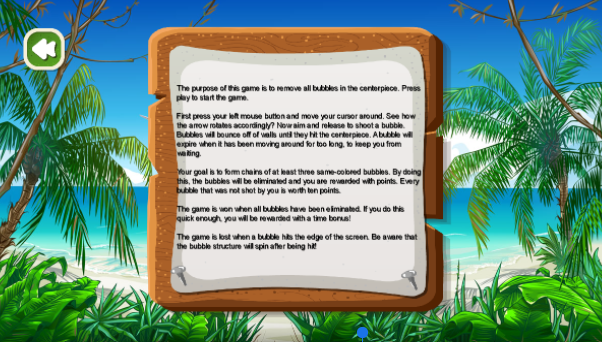 The purpose of this game is to remove all bubbles in the centerpiece. Press
play to start the game.
First press your left mouse button and move your cursor around. See how
the arrow rotates accordingly? Now aim and release to shoot a bubble.
Bubbles will bounce off of walls until they hit the centerpiece. A bubble will
expire when it has been moving around for too long, to keep you from
waiting.
Your goal is to form chains of at least three same-colored bubbles. By doing
this, the bubbles will be eliminated and you are rewarded with points. Every
bubble that was not shot by you is worth ten points.
The game is won when all bubbles have been eliminated. If you do this
quick enough, you will be rewarded with a time bonus!
The game is lost when a bubble hits the edge of the screen. Be aware that
the bubble structure will spin after being hit!